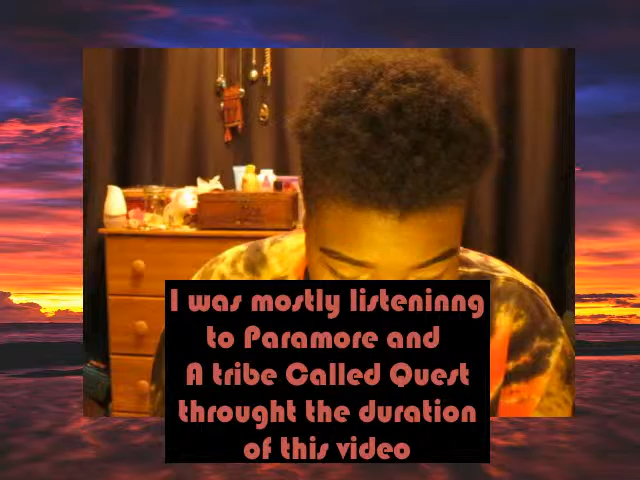 I was mostly listeninng
to Paramore and
A tribe Called Quest
throught the duration
of this video